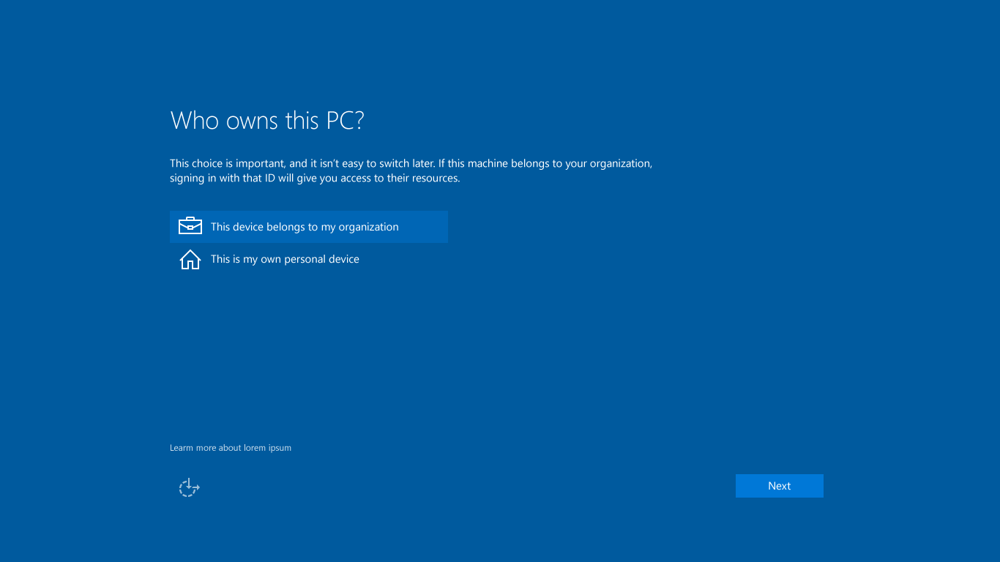 Who owns this PC?
This choice is important, and it isn't easy to switch later. If this machine belongs to your organization,
signing in with that ID will give you access to their resources.
This device belongs to my organization
This is my own personal device
Learm more about lorem ipsum
Next